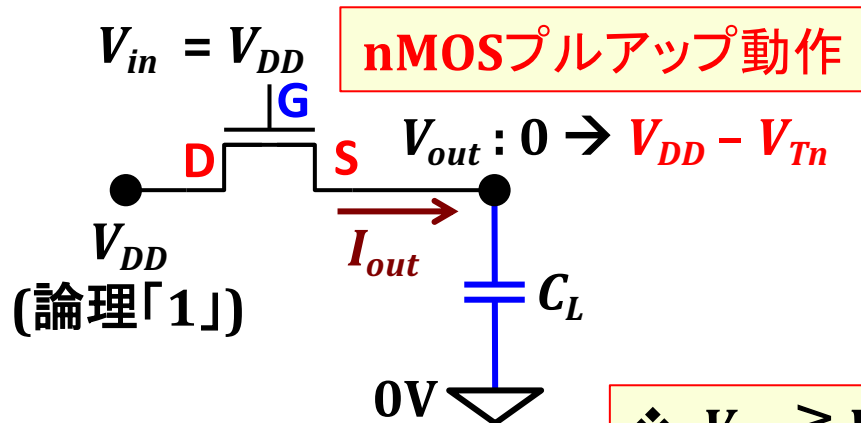 V_in = V_DD
nMOSプルアップ動作
G
D
S
V_out : 0 → V_DD – V_Tn
V_DD
(論理「1」)
I_out
C_L
0V